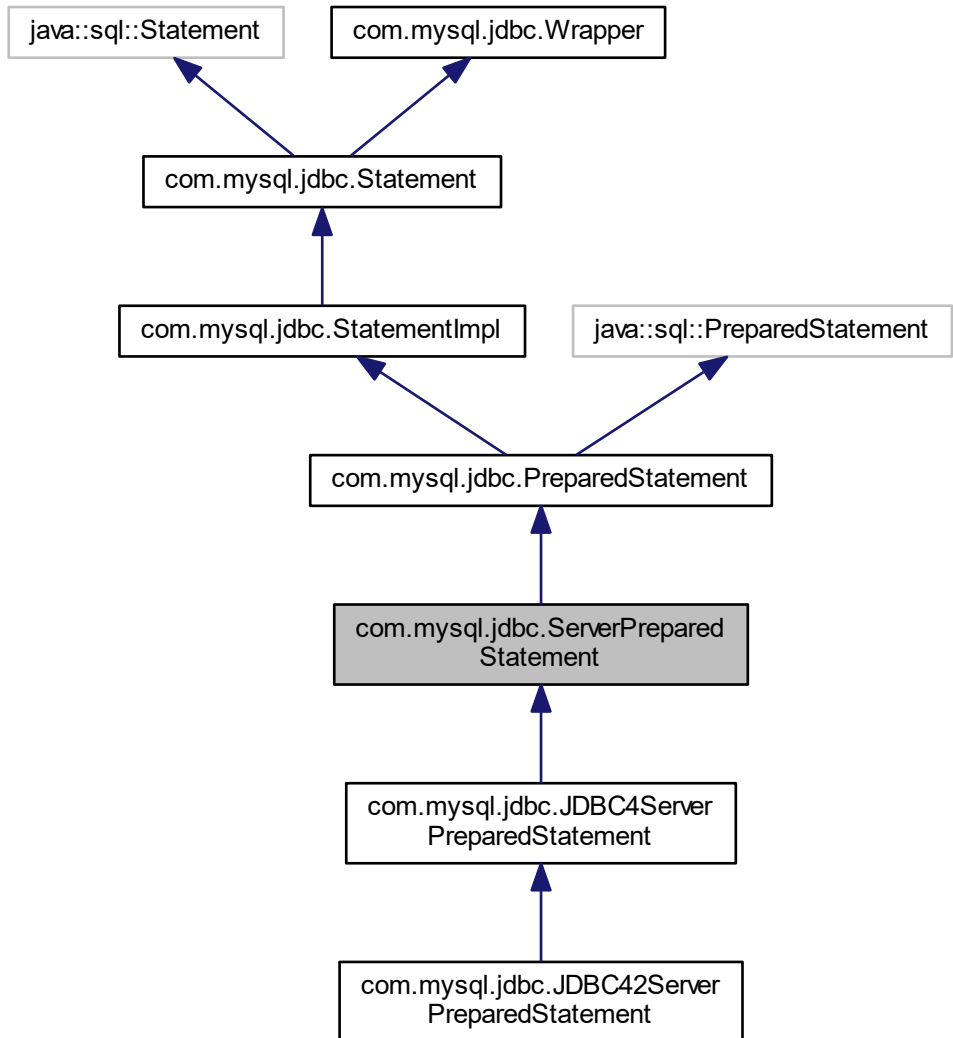 java::sql::Statement
com.mysql.jdbc.Wrapper
com.mysql.jdbc.Statement
com.mysql.jdbc.StatementImpl
java::sql::PreparedStatement
com.mysql.jdbc.PreparedStatement
com.mysql.jdbc.ServerPrepared
Statement
com.mysql.jdbc.JDBC4Server
PreparedStatement
com.mysql.jdbc.JDBC42Server
PreparedStatement